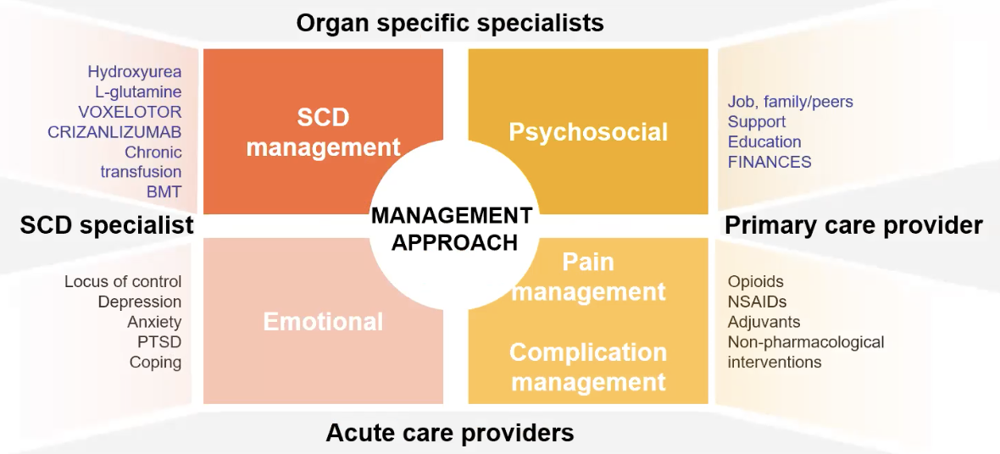 Organ specific specialists
Hydroxyurea
L-glutamine
VOXELOTOR
CRIZANLIZUMAB
Chronic
transfusion
BMT
SCD
management
Psychosocial
Job, family/peers
Support
Education
FINANCES
SCD specialist
MANAGEMENT
APPROACH
Primary care provider
Locus of control
Depression
Anxiety
PTSD
Coping
Emotional
Pain
management
Complication
management
Opioids
NSAIDs
Adjuvants
Non-pharmacological
interventions
Acute care providers